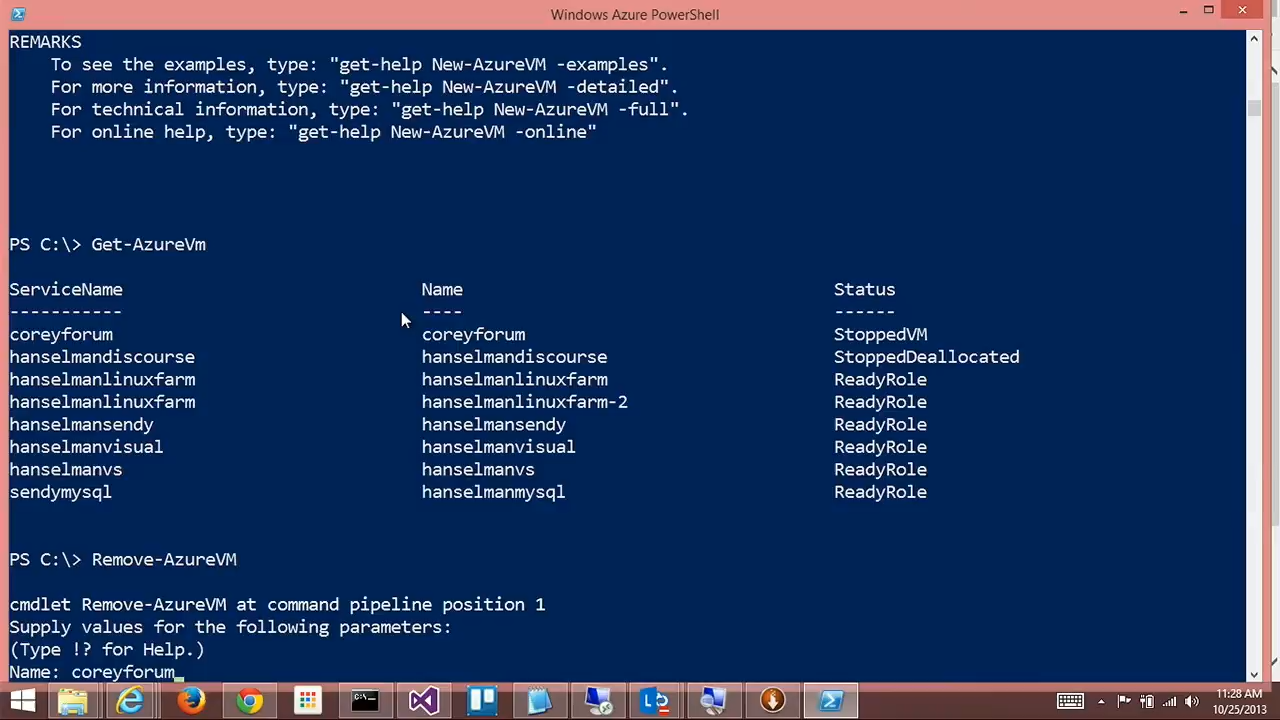 Windows Azure PowerShell
REMARKS
To see the examples, type: "get-help New-AzureVM -examples".
For more information, type: "get-help New-AzureVM -detailed".
For technical information, type: "get-help New-AzureVM -full".
For online help, type: "get-help New-AzureVM -online"
PS C:\> Get-AzureVm
ServiceName Name Status
----------- ---- ------
coreyforum coreyforum StoppedVM
hanselmandiscourse hanselmandiscourse StoppedDeallocated
hanselmanlinuxfarm hanselmanlinuxfarm ReadyRole
hanselmanlinuxfarm hanselmanlinuxfarm-2 ReadyRole
hanselmansendy hanselmansendy ReadyRole
hanselmanvisual hanselmanvisual ReadyRole
hanselmanvs hanselmanvs ReadyRole
sendymysql hanselmanmysql ReadyRole
PS C:\> Remove-AzureVM
cmdlet Remove-AzureVM at command pipeline position 1
Supply values for the following parameters:
(Type !? for Help.)
Name: coreyforum
11:28 AM
10/25/2013